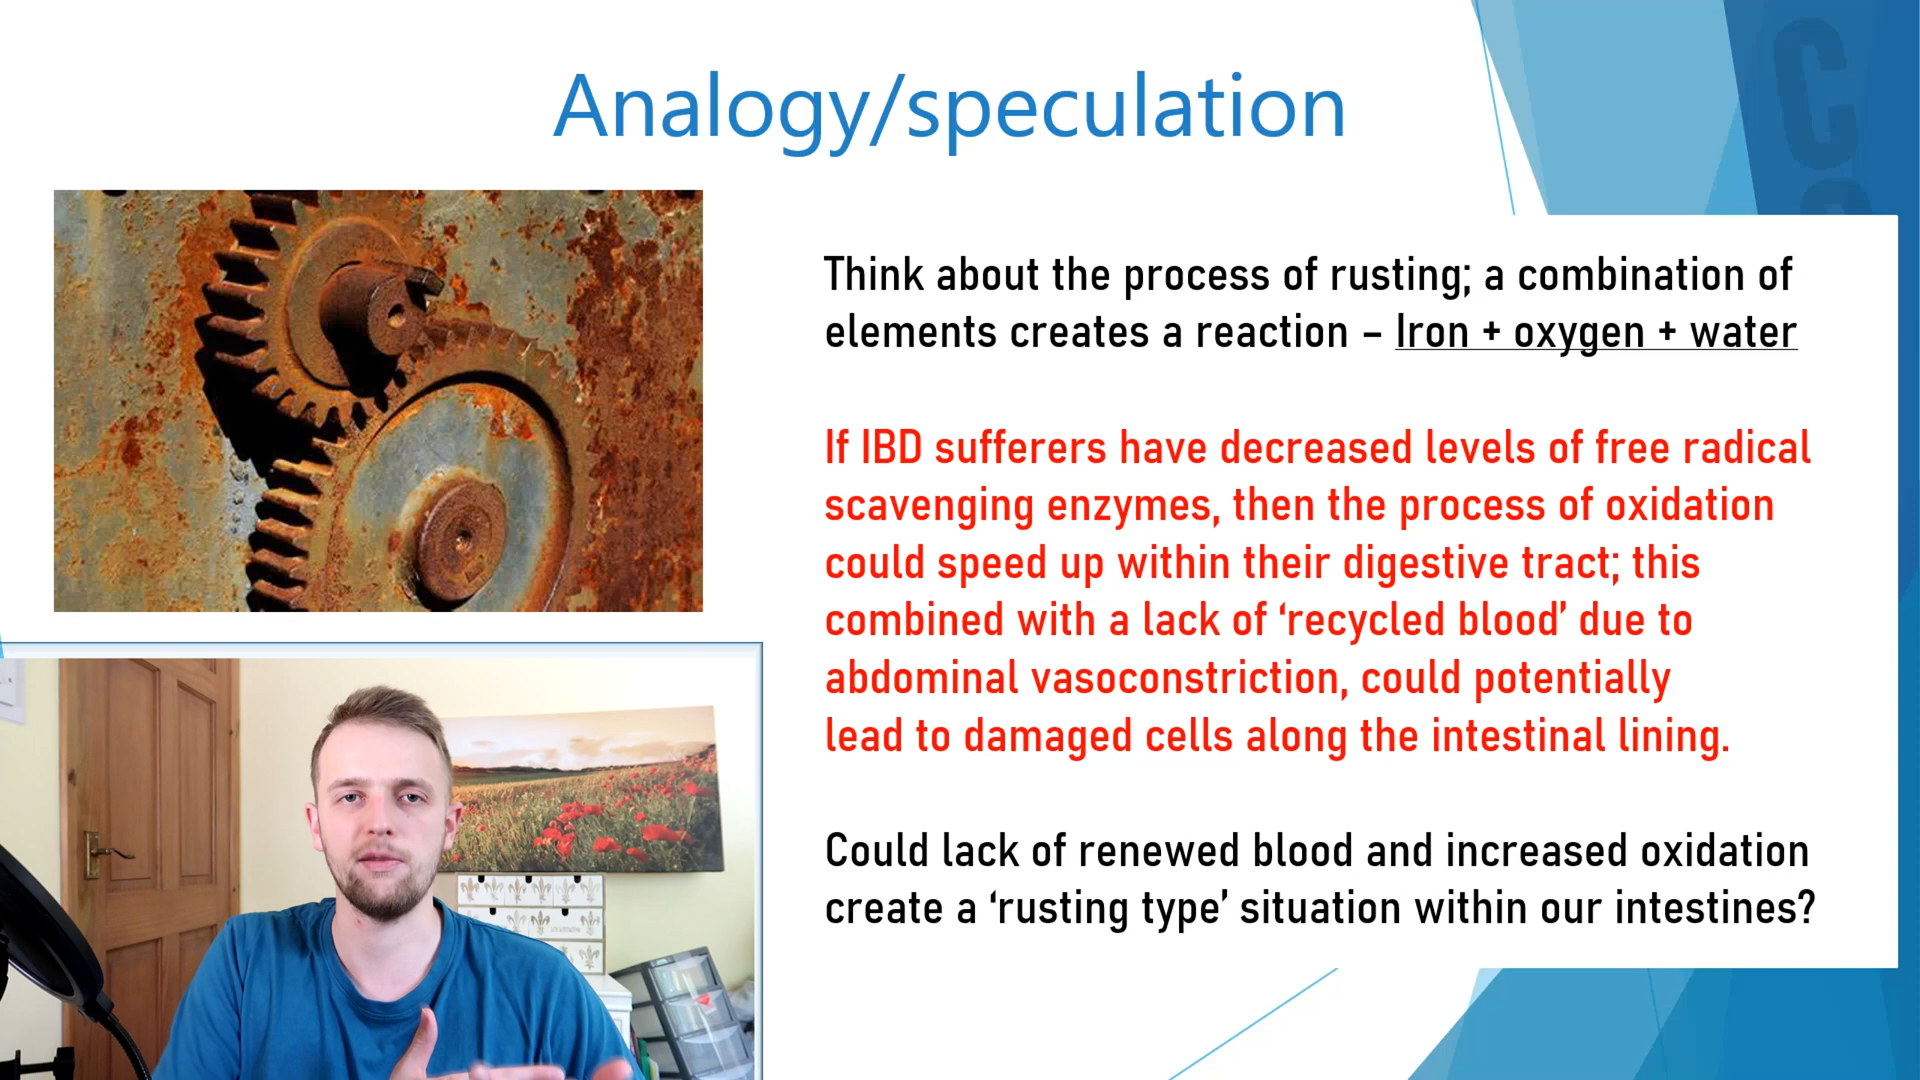 Analogy/speculation
Think about the process of rusting; a combination of
elements creates a reaction – Iron + oxygen + water
If IBD sufferers have decreased levels of free radical
scavenging enzymes, then the process of oxidation
could speed up within their digestive tract; this
combined with a lack of ‘recycled blood’ due to
abdominal vasoconstriction, could potentially
lead to damaged cells along the intestinal lining.
Could lack of renewed blood and increased oxidation
create a ‘rusting type’ situation within our intestines?